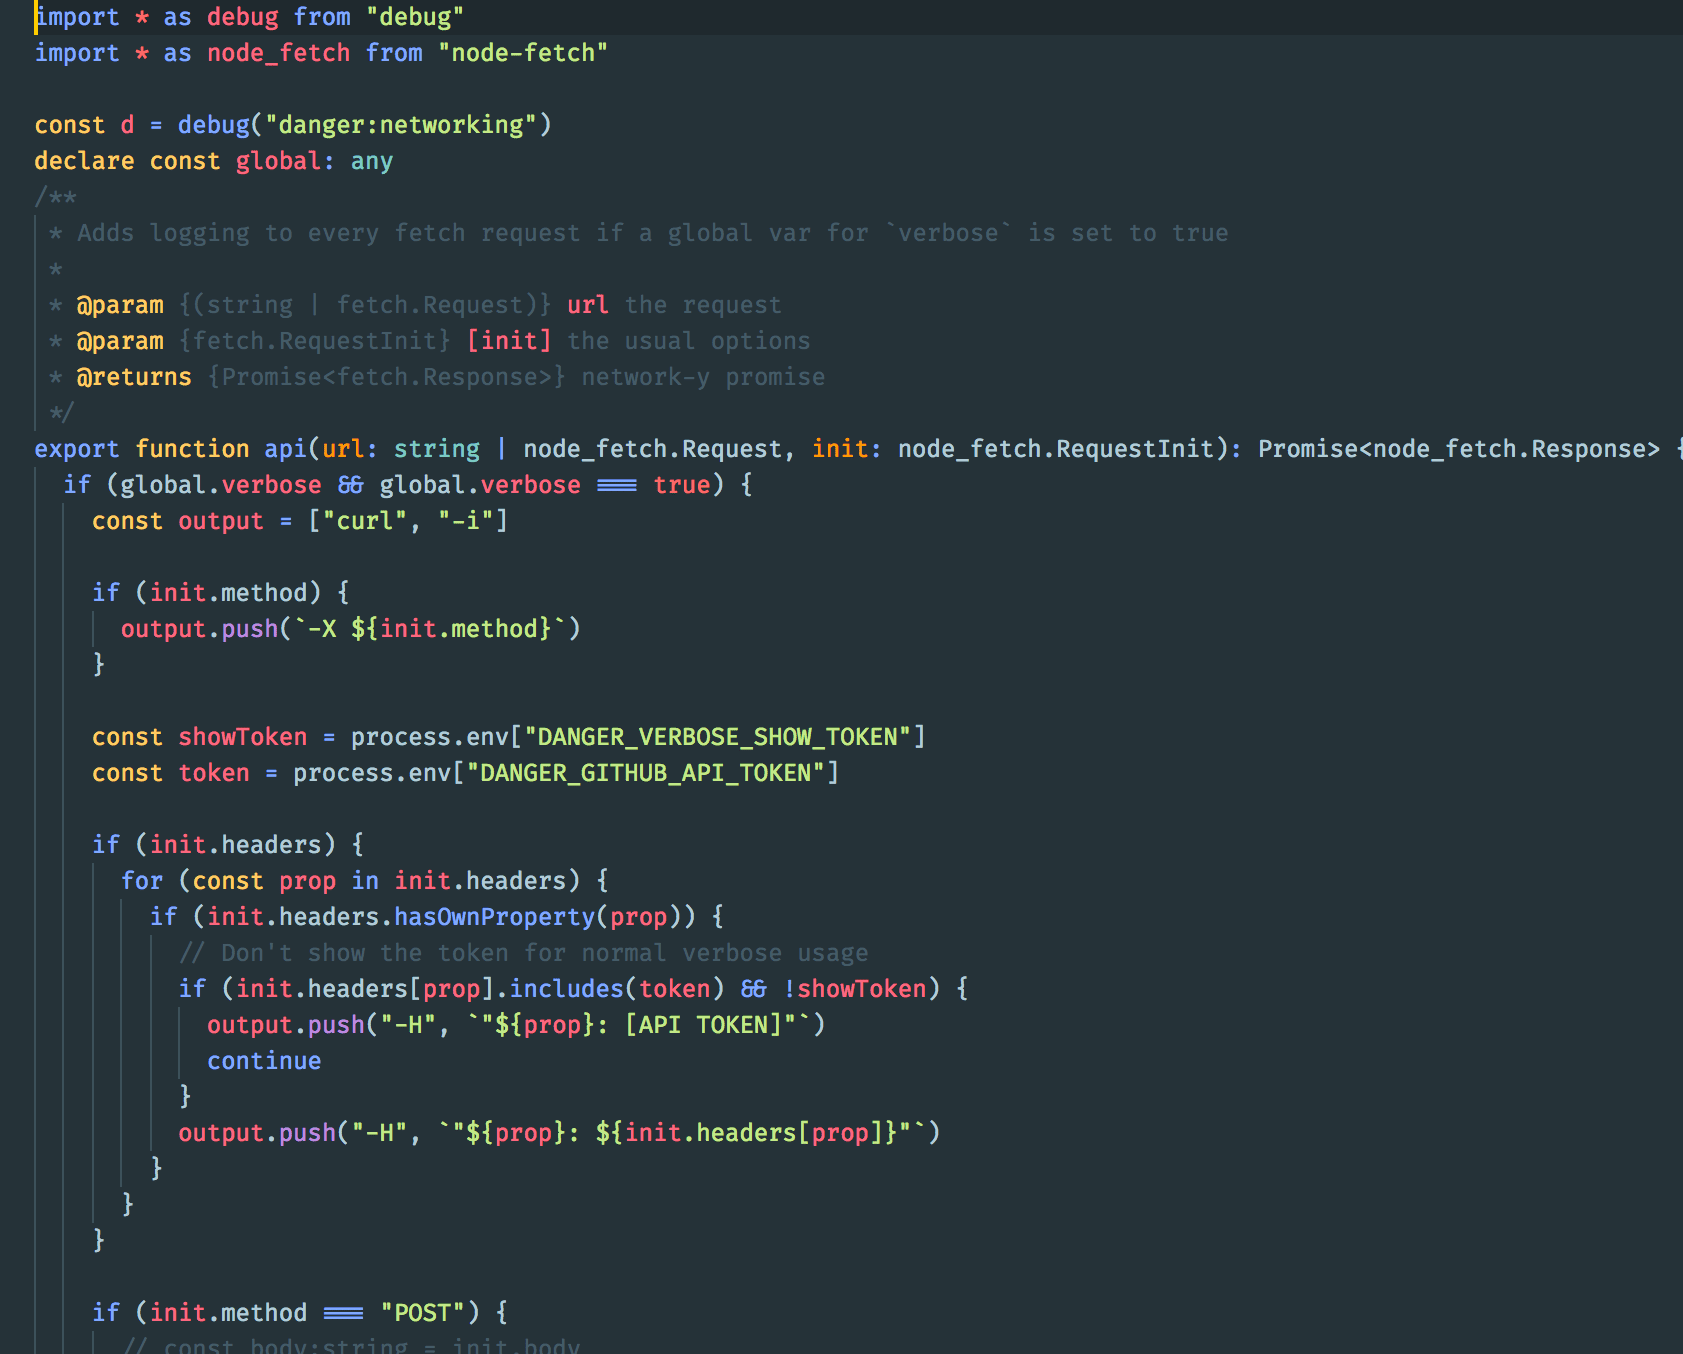 import * as debug from "debug"
import * as node_fetch from "node-fetch"
const d = debug("danger:networking")
declare const global: any
/**
* Adds logging to every fetch request if a global var for `verbose` is set to true
*
* @param {(string | fetch.Request)} url the request
* @param {fetch.RequestInit} [init] the usual options
* @returns {Promise<fetch.Response>} network-y promise
*/
export function api(url: string | node_fetch.Request, init: node_fetch.RequestInit): Promise<node_fetch.Response> {
if (global.verbose && global.verbose === true) {
const output = ["curl", "-i"]
if (init.method) {
output.push(`-X ${init.method}`)
}
const showToken = process.env["DANGER_VERBOSE_SHOW_TOKEN"]
const token = process.env["DANGER_GITHUB_API_TOKEN"]
if (init.headers) {
for (const prop in init.headers) {
if (init.headers.hasOwnProperty(prop)) {
// Don't show the token for normal verbose usage
if (init.headers[prop].includes(token) && !showToken) {
output.push("-H", `"${prop}: [API TOKEN]"`)
continue
}
output.push("-H", `"${prop}: ${init.headers[prop]}"`)
}
}
}
if (init.method === "POST") {
// const body:string = init.body